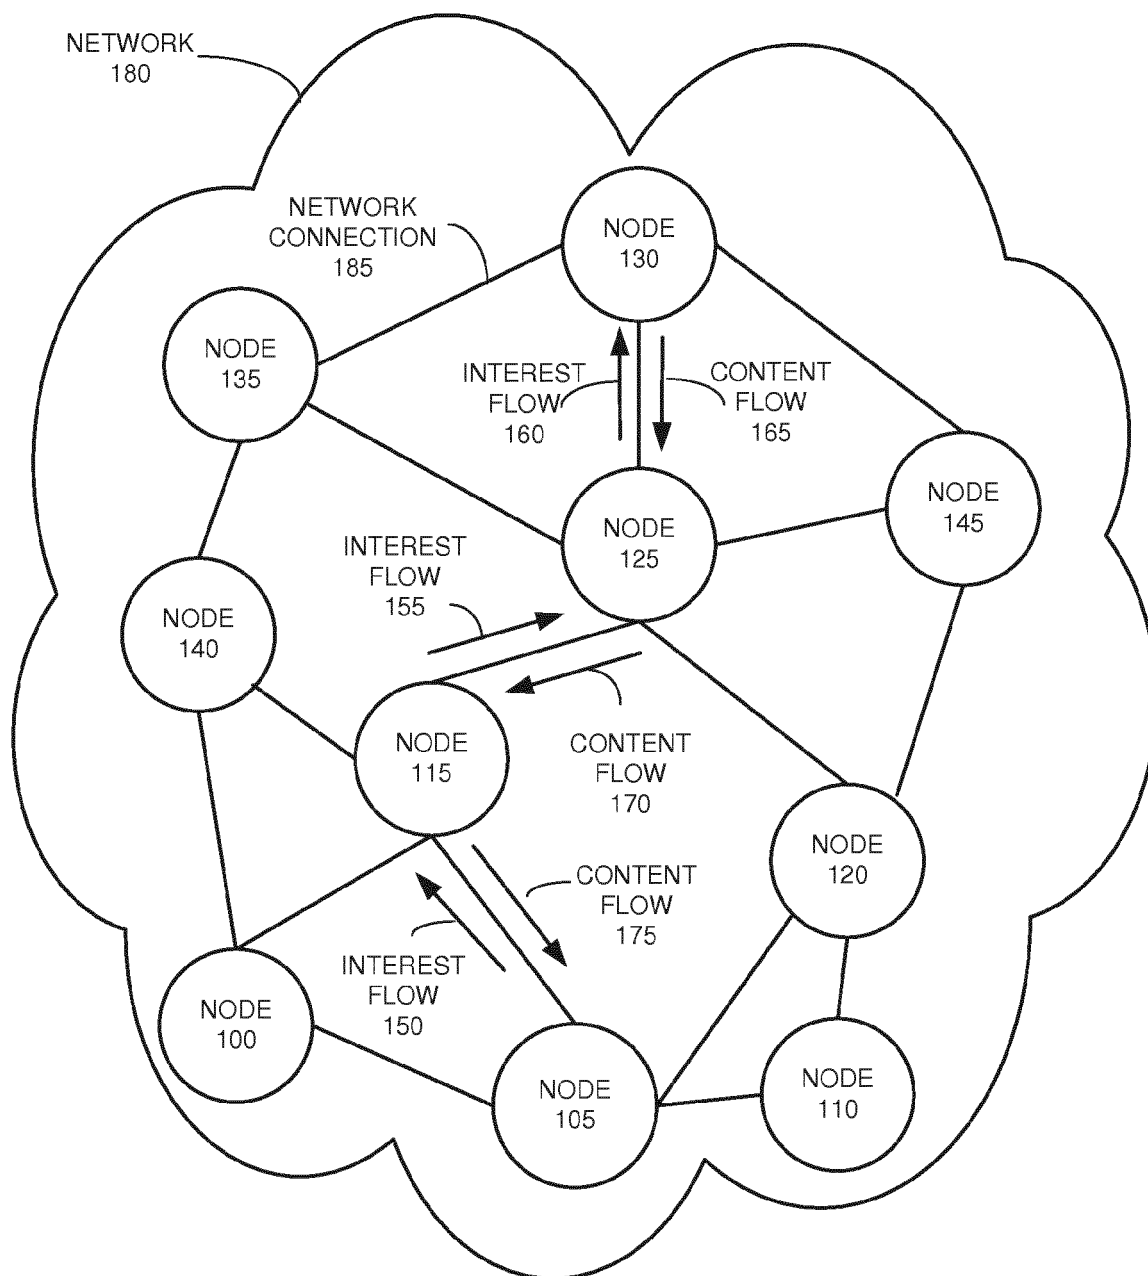 NETWORK
180
NETWORK
CONNECTION
185
NODE
130
NODE
135
INTEREST
FLOW
160
CONTENT
FLOW
165
NODE
145
NODE
125
INTEREST
FLOW
155
NODE
140
NODE
115
CONTENT
FLOW
170
NODE
120
CONTENT
FLOW
175
INTEREST
FLOW
150
NODE
100
NODE
105
NODE
110